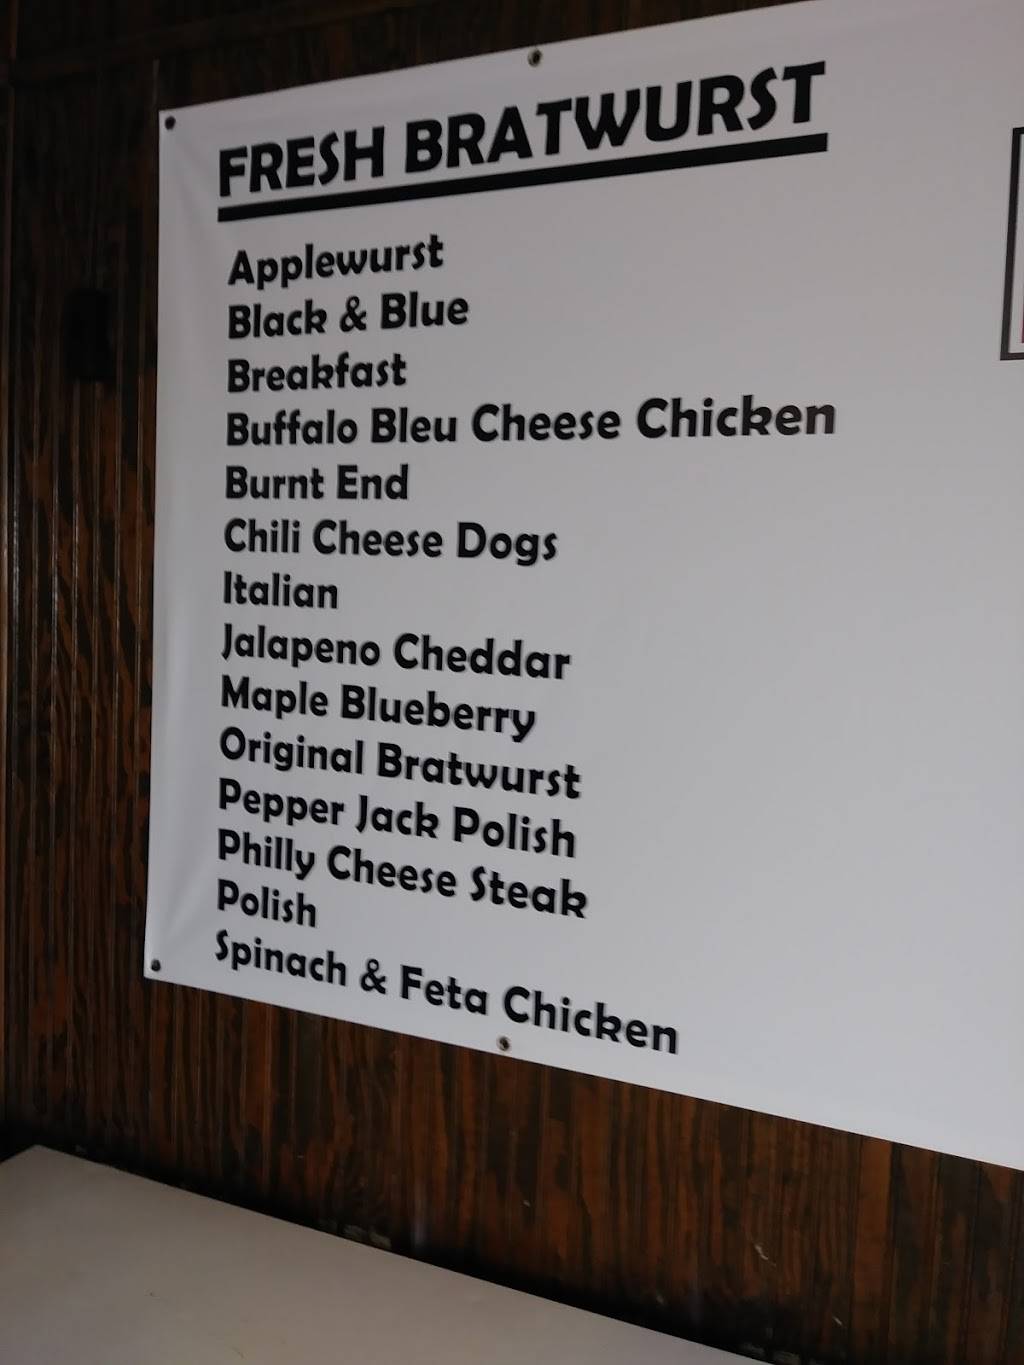 FRESH BRATWURST
Applewurst
Black & Blue
Breakfast
Buffalo Bleu Cheese Chicken
Burnt End
Chili Cheese Dogs
Italian
Jalapeno Cheddar
Maple Blueberry
Original Bratwurst
Pepper Jack Polish
Philly Cheese Steak
Polish
Spinach & Feta Chicken